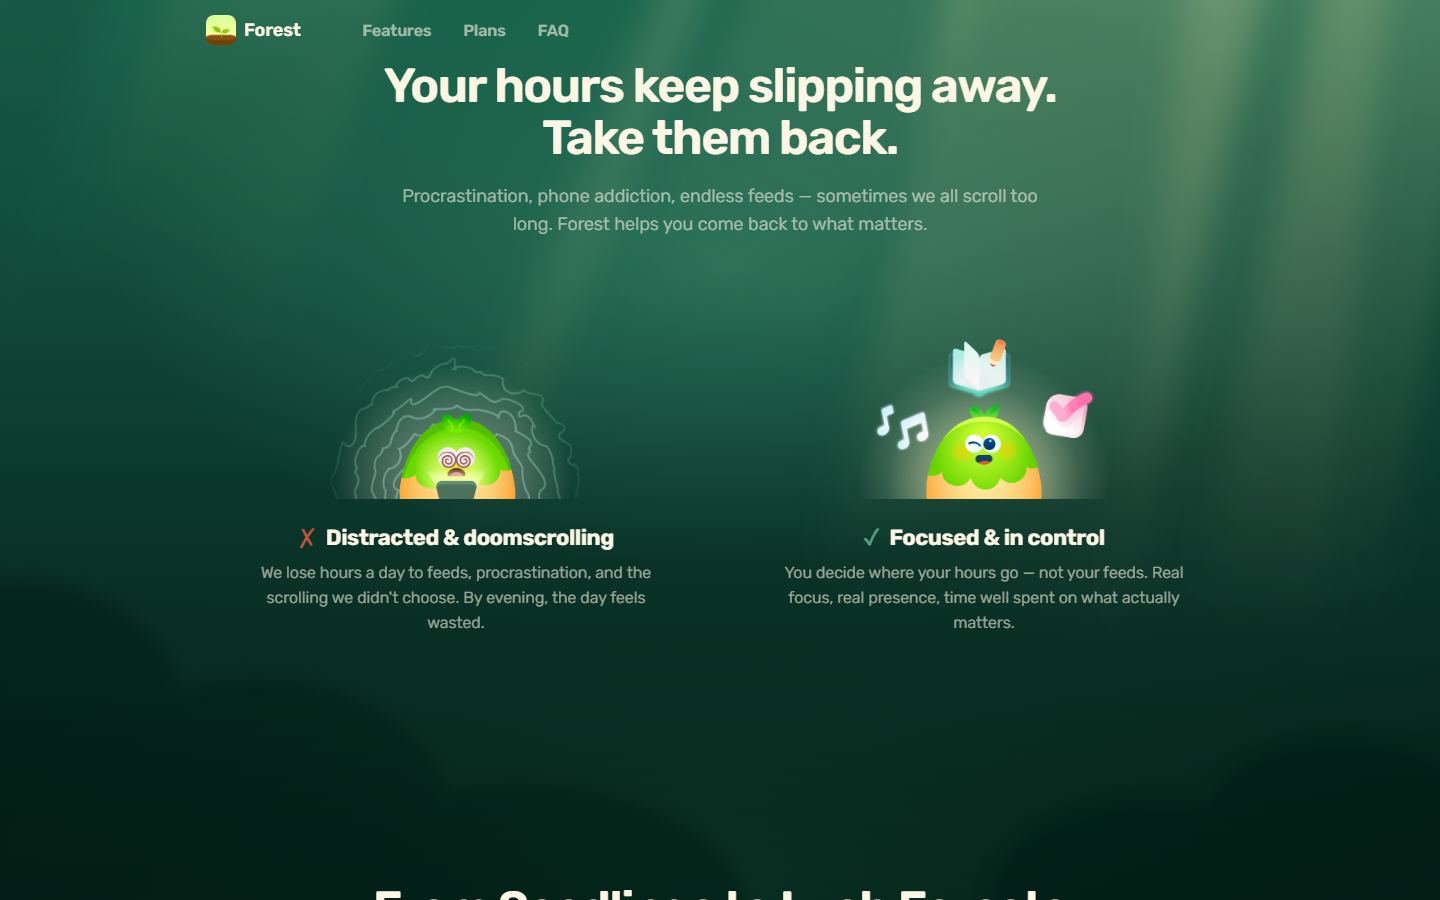 Forest
Features
Plans
FAQ
Your hours keep slipping away.
Take them back.
Procrastination, phone addiction, endless feeds — sometimes we all scroll too
long. Forest helps you come back to what matters.
✗ Distracted & doomscrolling
We lose hours a day to feeds, procrastination, and the
scrolling we didn't choose. By evening, the day feels
wasted.
✓ Focused & in control
You decide where your hours go — not your feeds. Real
focus, real presence, time well spent on what actually
matters.